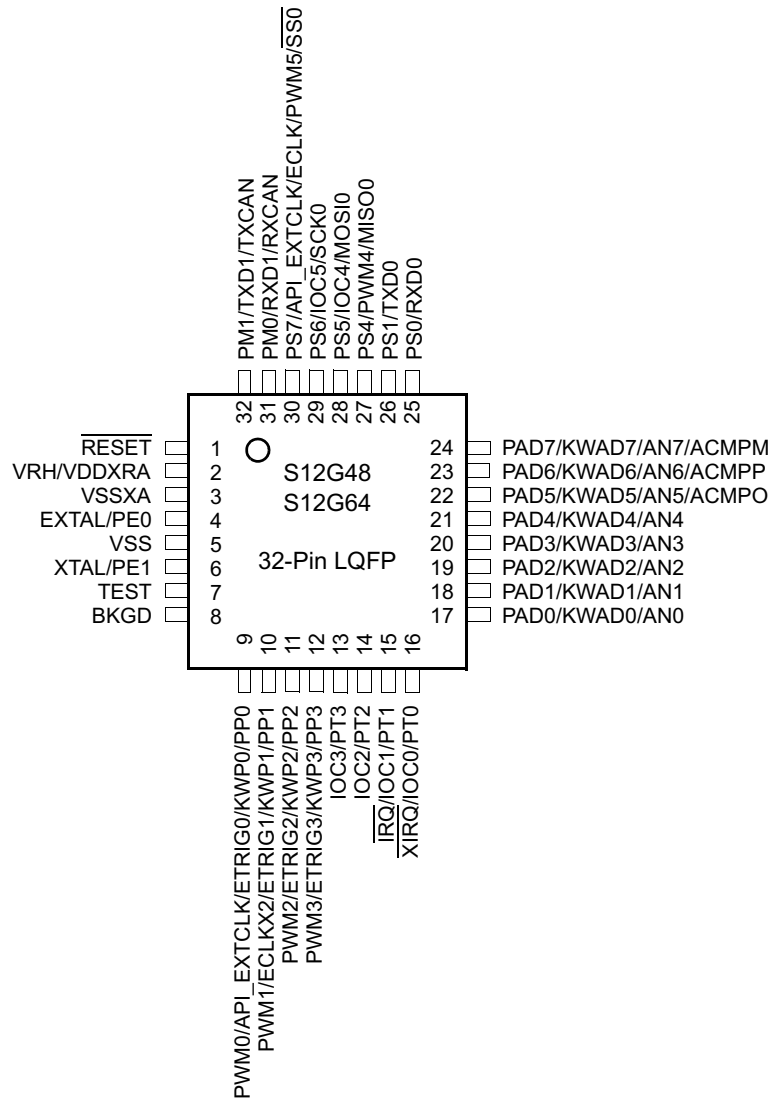 PM1/TXD1/TXCAN
PM0/RXD1/RXCAN
PS7/API_EXTCLK/ECLK/PWM5/SS0
PS6/IOC5/SCK0
PS5/IOC4/MOSI0
PS4/PWM4/MISO0
PS1/TXD0
PS0/RXD0
32
31
30
29
28
27
26
25
RESET
VRH/VDDXRA
VSSXA
EXTAL/PE0
VSS
XTAL/PE1
TEST
BKGD
1
2
3
4
5
6
7
8
S12G48
S12G64
32-Pin LQFP
24
23
22
21
20
19
18
17
PAD7/KWAD7/AN7/ACMPM
PAD6/KWAD6/AN6/ACMPP
PAD5/KWAD5/AN5/ACMPO
PAD4/KWAD4/AN4
PAD3/KWAD3/AN3
PAD2/KWAD2/AN2
PAD1/KWAD1/AN1
PAD0/KWAD0/AN0
9
10
11
12
13
14
15
16
PWM0/API_EXTCLK/ETRIG0/KWP0/PP0
PWM1/ECLKX2/ETRIG1/KWP1/PP1
PWM2/ETRIG2/KWP2/PP2
PWM3/ETRIG3/KWP3/PP3
IOC3/PT3
IOC2/PT2
IRQ/IOC1/PT1
XIRQ/IOC0/PT0